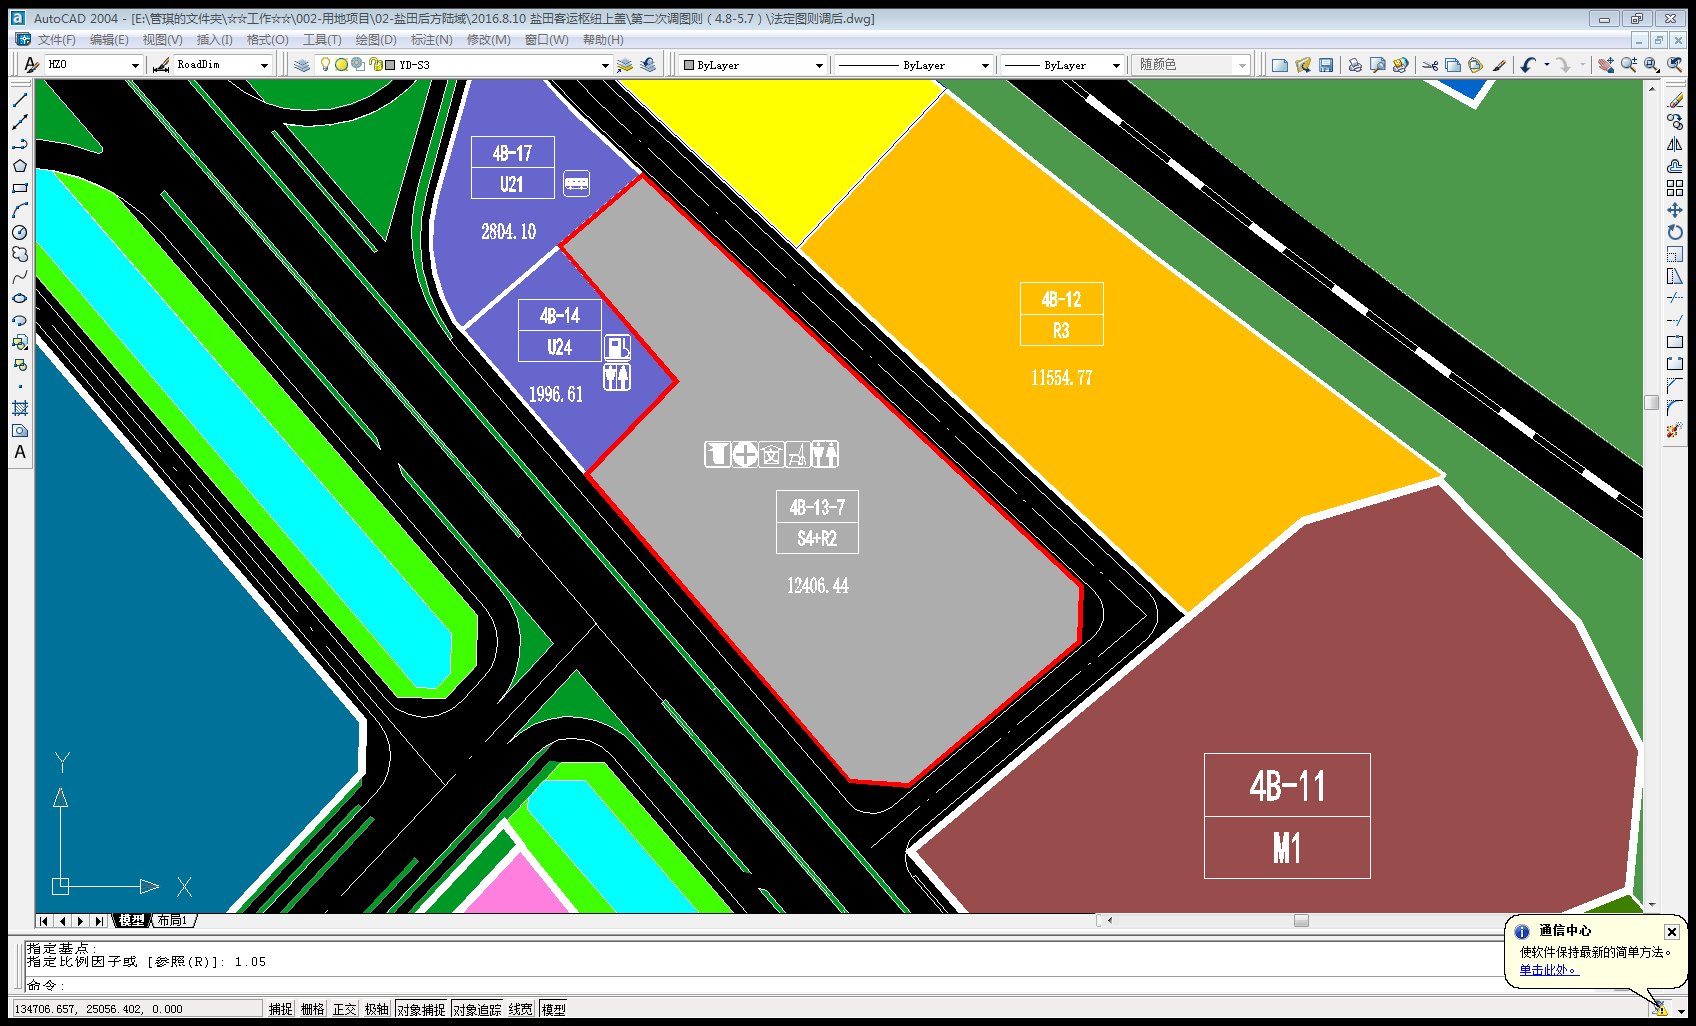 AutoCAD 2004 - [E:\管琪的文件夹\☆☆工作☆☆\002-用地项目\02-盐田后方陆域\2016.8.10 盐田客运枢纽上盖\第二次调图则（4.8-5.7）\法定图则调后.dwg]
文件(F) 编辑(E) 视图(V) 插入(I) 格式(O) 工具(T) 绘图(D) 标注(N) 修改(M) 窗口(W) 帮助(H)
HZ0 RoadDim YD-S3 ByLayer ByLayer ByLayer 随颜色
4B-17
U21
2804.10
4B-14
U24
1996.61
4B-12
R3
11554.77
4B-13-7
S4+R2
12406.44
4B-11
M1
Y
X
A
模型 布局1
指定基点:
指定比例因子或 [参照(R)]: 1.05
命令:
通信中心
使软件保持最新的简单方法。
单击此处。
134706.657, 25056.402, 0.000 捕捉 栅格 正交 极轴 对象捕捉 对象追踪 线宽 模型